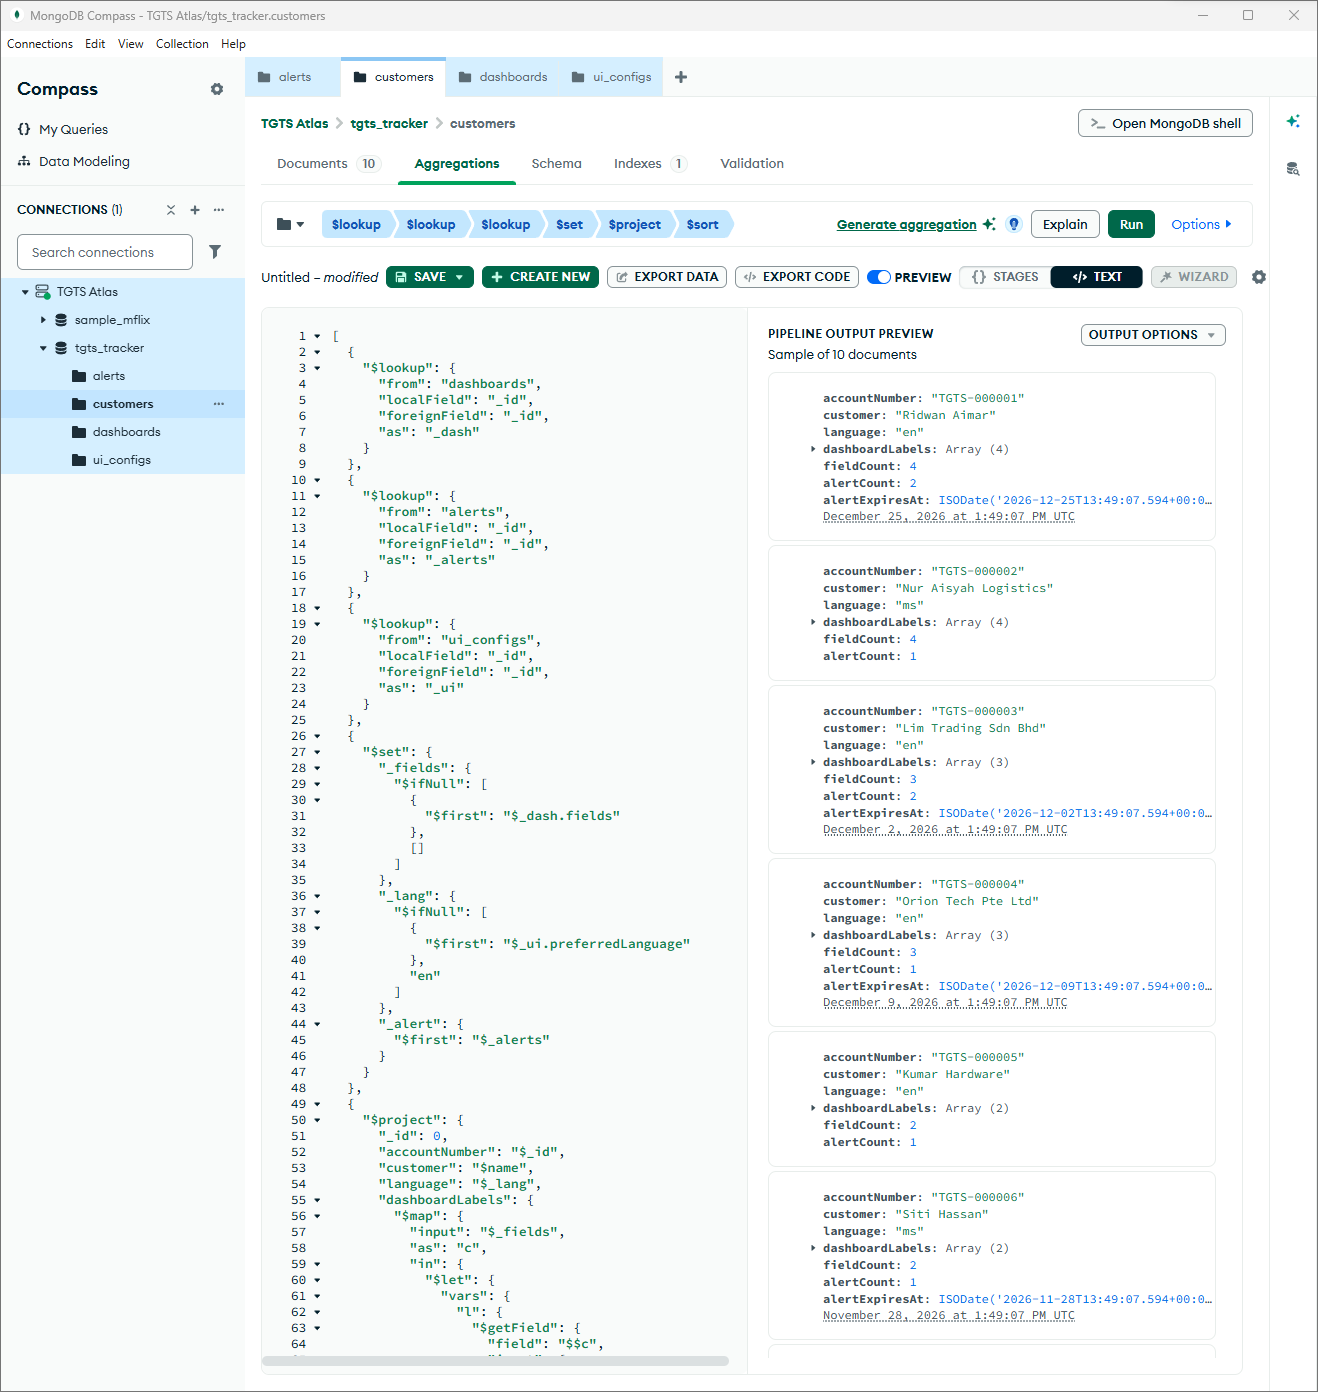 MongoDB Compass - TGTS Atlas/tgts_tracker.customers
Connections Edit View Collection Help
Compass
My Queries
Data Modeling
CONNECTIONS (1)
Search connections
TGTS Atlas
sample_mflix
tgts_tracker
alerts
customers
dashboards
ui_configs
alerts customers dashboards ui_configs
TGTS Atlas > tgts_tracker > customers
>_ Open MongoDB shell
Documents 10 Aggregations Schema Indexes 1 Validation
$lookup $lookup $lookup $set $project $sort
Generate aggregation Explain Run Options
Untitled – modified SAVE + CREATE NEW EXPORT DATA </> EXPORT CODE PREVIEW {} STAGES </> TEXT WIZARD
1 [
2 {
3 "$lookup": {
4 "from": "dashboards",
5 "localField": "_id",
6 "foreignField": "_id",
7 "as": "_dash"
8 }
9 },
10 {
11 "$lookup": {
12 "from": "alerts",
13 "localField": "_id",
14 "foreignField": "_id",
15 "as": "_alerts"
16 }
17 },
18 {
19 "$lookup": {
20 "from": "ui_configs",
21 "localField": "_id",
22 "foreignField": "_id",
23 "as": "_ui"
24 }
25 },
26 {
27 "$set": {
28 "_fields": {
29 "$ifNull": [
30 {
31 "$first": "$_dash.fields"
32 },
33 []
34 ]
35 },
36 "_lang": {
37 "$ifNull": [
38 {
39 "$first": "$_ui.preferredLanguage"
40 },
41 "en"
42 ]
43 },
44 "_alert": {
45 "$first": "$_alerts"
46 }
47 }
48 },
49 {
50 "$project": {
51 "_id": 0,
52 "accountNumber": "$_id",
53 "customer": "$name",
54 "language": "$_lang",
55 "dashboardLabels": {
56 "$map": {
57 "input": "$_fields",
58 "as": "c",
59 "in": {
60 "$let": {
61 "vars": {
62 "l": {
63 "$getField": {
64 "field": "$$c",
PIPELINE OUTPUT PREVIEW
OUTPUT OPTIONS
Sample of 10 documents
accountNumber: "TGTS-000001"
customer: "Ridwan Aimar"
language: "en"
dashboardLabels: Array (4)
fieldCount: 4
alertCount: 2
alertExpiresAt: ISODate('2026-12-25T13:49:07.594+00:0…
December 25, 2026 at 1:49:07 PM UTC
accountNumber: "TGTS-000002"
customer: "Nur Aisyah Logistics"
language: "ms"
dashboardLabels: Array (4)
fieldCount: 4
alertCount: 1
accountNumber: "TGTS-000003"
customer: "Lim Trading Sdn Bhd"
language: "en"
dashboardLabels: Array (3)
fieldCount: 3
alertCount: 2
alertExpiresAt: ISODate('2026-12-02T13:49:07.594+00:0…
December 2, 2026 at 1:49:07 PM UTC
accountNumber: "TGTS-000004"
customer: "Orion Tech Pte Ltd"
language: "en"
dashboardLabels: Array (3)
fieldCount: 3
alertCount: 1
alertExpiresAt: ISODate('2026-12-09T13:49:07.594+00:0…
December 9, 2026 at 1:49:07 PM UTC
accountNumber: "TGTS-000005"
customer: "Kumar Hardware"
language: "en"
dashboardLabels: Array (2)
fieldCount: 2
alertCount: 1
accountNumber: "TGTS-000006"
customer: "Siti Hassan"
language: "ms"
dashboardLabels: Array (2)
fieldCount: 2
alertCount: 1
alertExpiresAt: ISODate('2026-11-28T13:49:07.594+00:0…
November 28, 2026 at 1:49:07 PM UTC